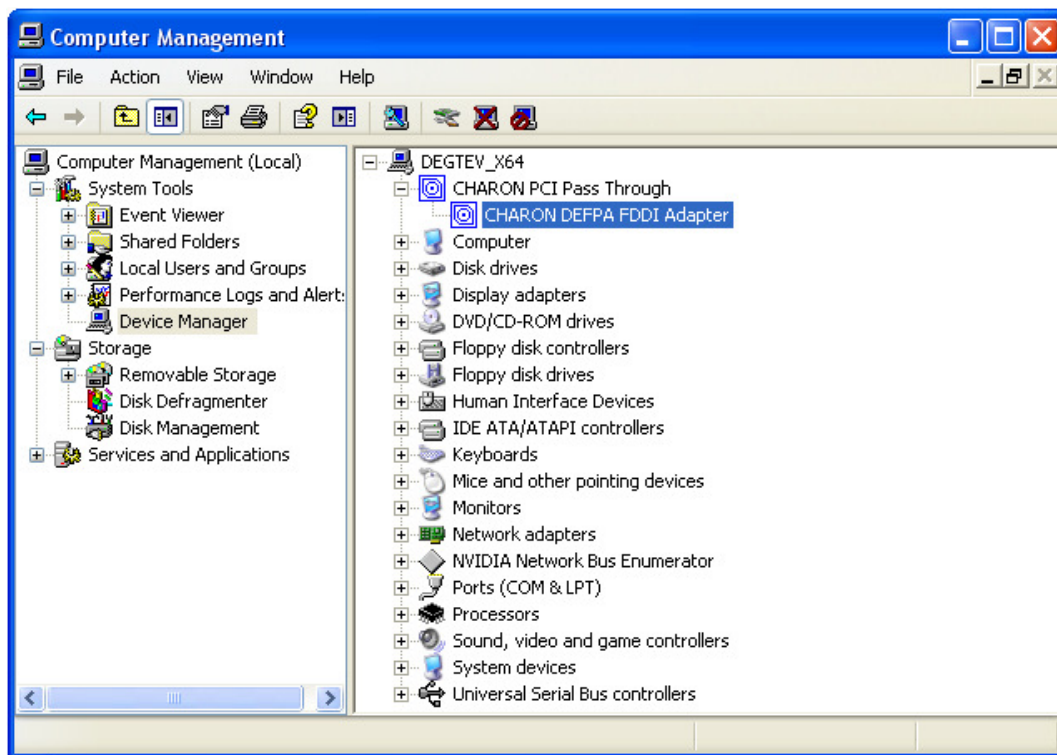 Computer Management
File Action View Window Help
Computer Management (Local)
System Tools
Event Viewer
Shared Folders
Local Users and Groups
Performance Logs and Alert:
Device Manager
Storage
Removable Storage
Disk Defragmenter
Disk Management
Services and Applications
DEGTEV_X64
CHARON PCI Pass Through
CHARON DEFPA FDDI Adapter
Computer
Disk drives
Display adapters
DVD/CD-ROM drives
Floppy disk controllers
Floppy disk drives
Human Interface Devices
IDE ATA/ATAPI controllers
Keyboards
Mice and other pointing devices
Monitors
Network adapters
NVIDIA Network Bus Enumerator
Ports (COM & LPT)
Processors
Sound, video and game controllers
System devices
Universal Serial Bus controllers